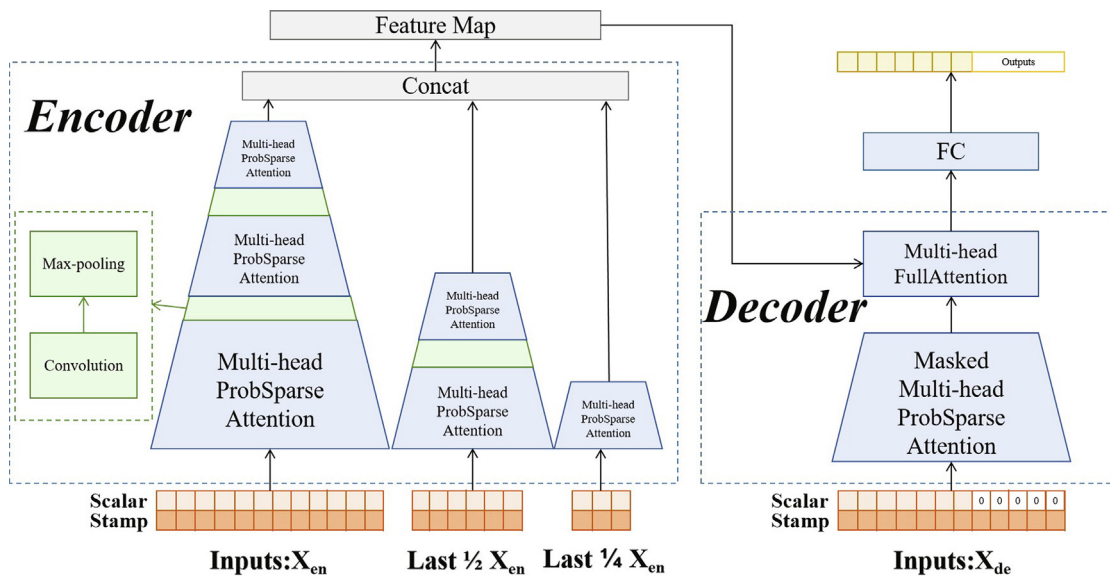 Feature Map
Concat
Encoder
Multi-head
ProbSparse
Attention
Multi-head
ProbSparse
Attention
Multi-head
ProbSparse
Attention
Max-pooling
Convolution
Multi-head
ProbSparse
Attention
Multi-head
ProbSparse
Attention
Multi-head
ProbSparse
Attention
Scalar
Stamp
Inputs:Xen
Last ½ Xen
Last ¼ Xen
Outputs
FC
Multi-head
FullAttention
Decoder
Masked
Multi-head
ProbSparse
Attention
0 0 0 0 0
Scalar
Stamp
Inputs:Xde